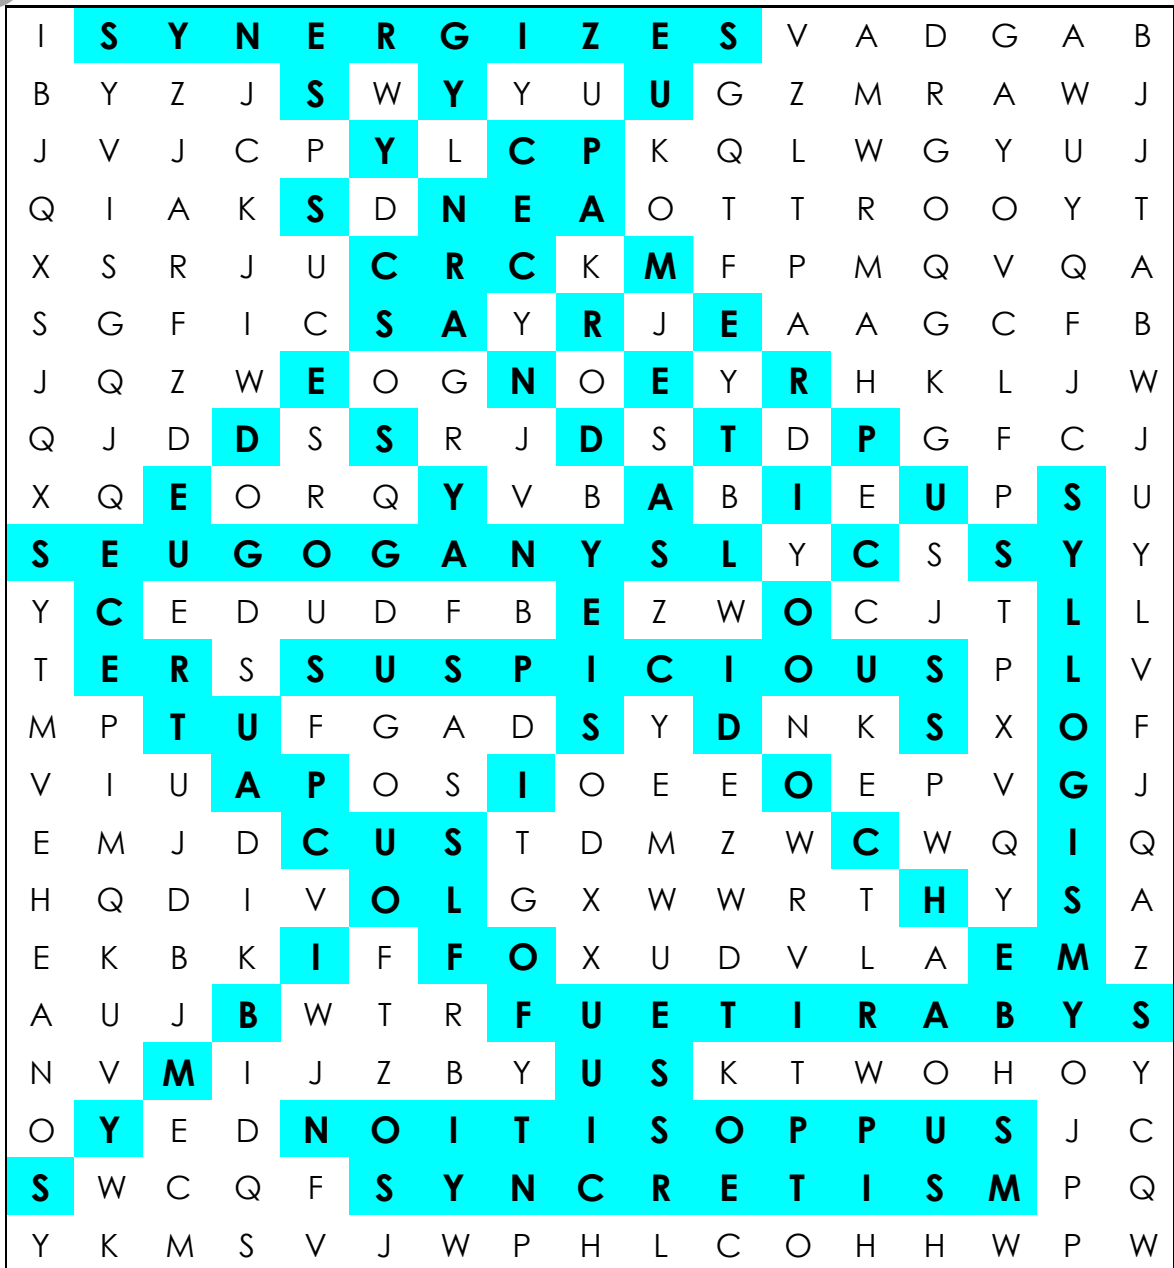 I S Y N E R G I Z E S V A D G A B
B Y Z J S W Y Y U U G Z M R A W J
J V J C P Y L C P K Q L W G Y U J
Q I A K S D N E A O T T R O O Y T
X S R J U C R C K M F P M Q V Q A
S G F I C S A Y R J E A A G C F B
J Q Z W E O G N O E Y R H K L J W
Q J D D S S R J D S T D P G F C J
X Q E O R Q Y V B A B I E U P S U
S E U G O G A N Y S L Y C S S Y Y
Y C E D U D F B E Z W O C J T L L
T E R S S U S P I C I O U S P L V
M P T U F G A D S Y D N K S X O F
V I U A P O S I O E E O E P V G J
E M J D C U S T D M Z W C W Q I Q
H Q D I V O L G X W W R T H Y S A
E K B K I F F O X U D V L A E M Z
A U J B W T R F U E T I R A B Y S
N V M I J Z B Y U S K T W O H O Y
O Y E D N O I T I S O P P U S J C
S W C Q F S Y N C R E T I S M P Q
Y K M S V J W P H L C O H H W P W